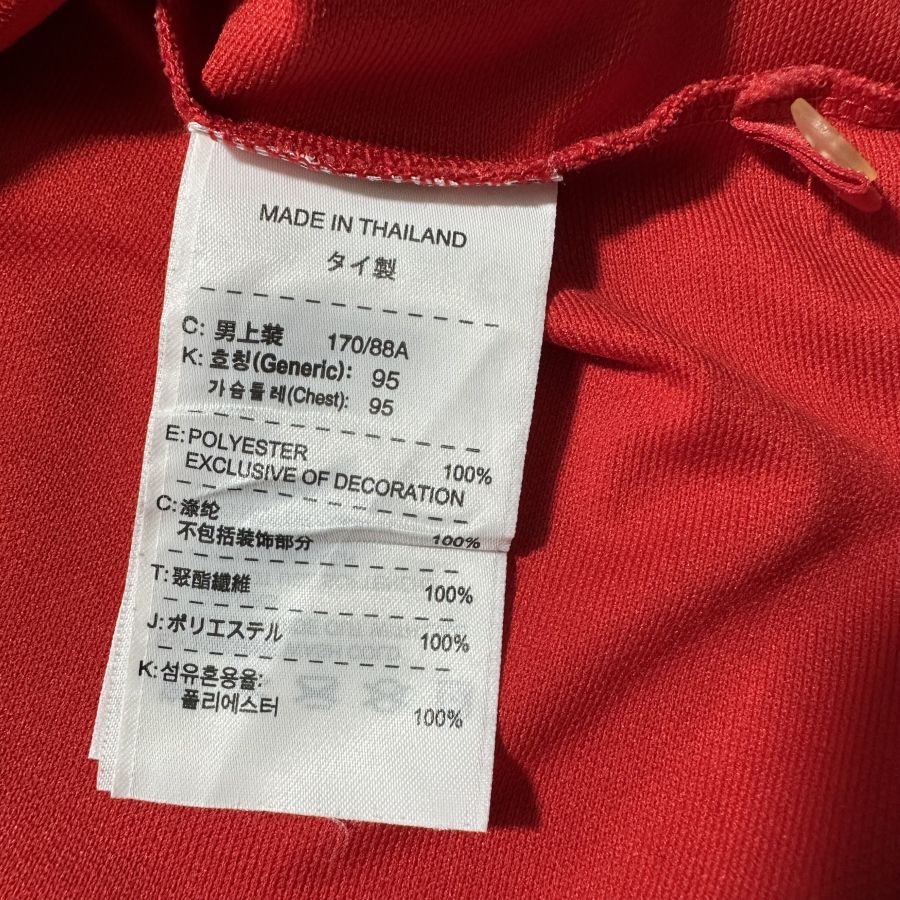 MADE IN THAILAND
タイ製
C: 男上装 170/88A
K: 호칭(Generic): 95
가슴둘레(Chest): 95
E: POLYESTER 100%
EXCLUSIVE OF DECORATION
C: 涤纶 100%
不包括装饰部分
T: 聚酯纖維 100%
J: ポリエステル 100%
K: 섬유혼용율:
폴리에스터 100%